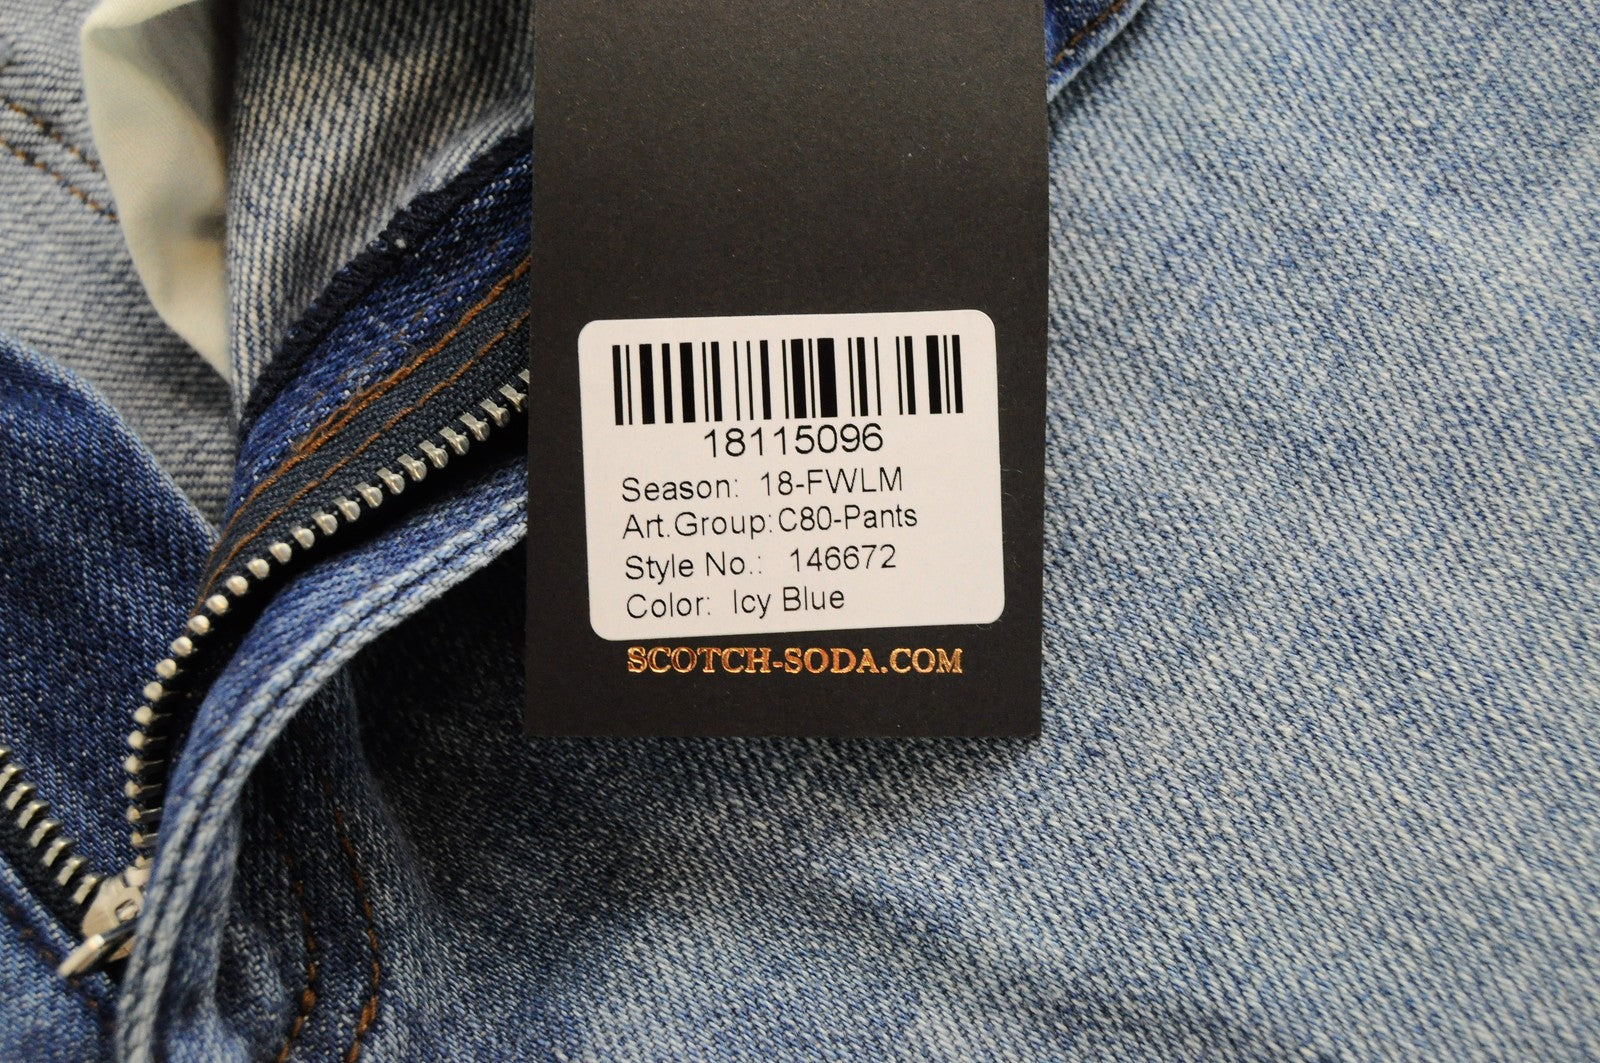 18115096
Season: 18-FWLM
Art.Group:C80-Pants
Style No.: 146672
Color: Icy Blue
SCOTCH-SODA.COM